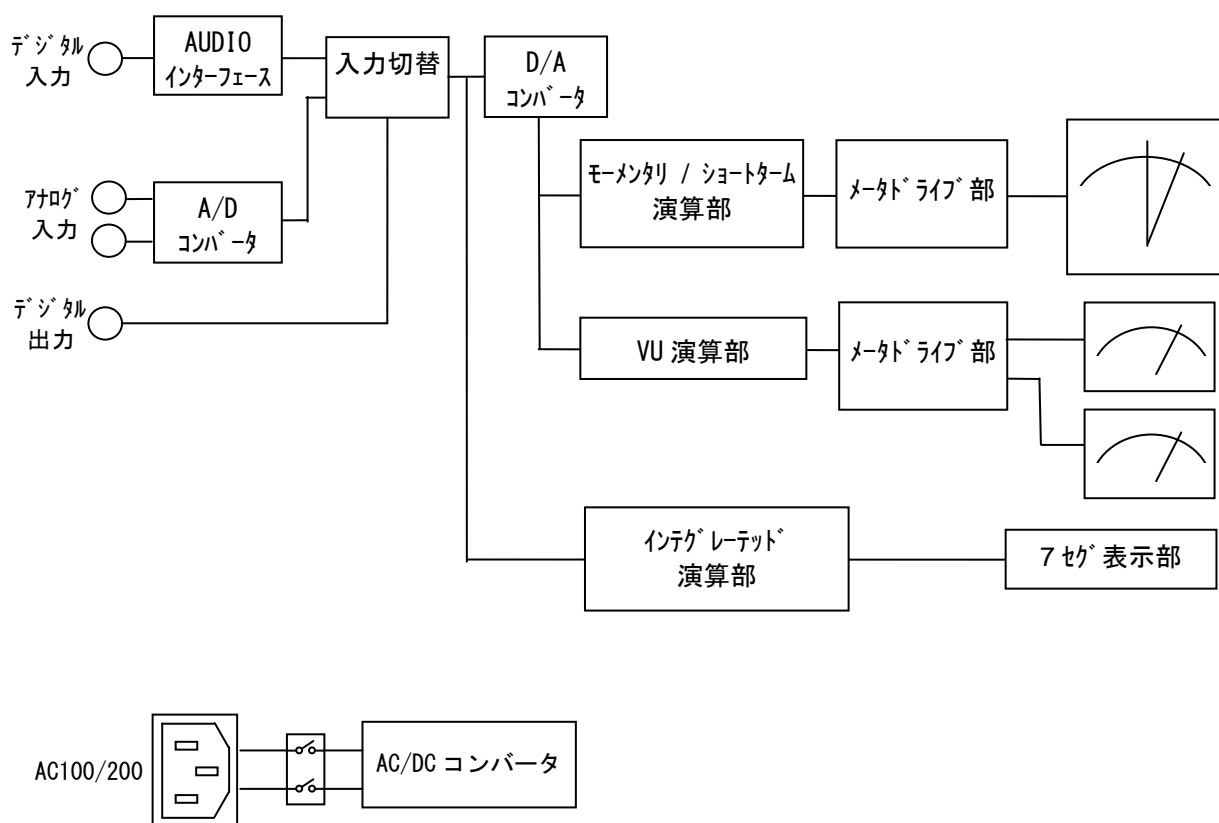 ﾃﾞｼﾞﾀﾙ
入力
AUDIO
ｲﾝﾀｰﾌｪｰｽ
入力切替
D/A
ｺﾝﾊﾞｰﾀ
ｱﾅﾛｸﾞ
入力
A/D
ｺﾝﾊﾞｰﾀ
ﾓｰﾒﾝﾀﾘ / ｼｮｰﾄﾀｰﾑ
演算部
ﾒｰﾀﾄﾞﾗｲﾌﾞ部
ﾃﾞｼﾞﾀﾙ
出力
VU 演算部
ﾒｰﾀﾄﾞﾗｲﾌﾞ部
ｲﾝﾃｸﾞﾚｰﾃｯﾄﾞ
演算部
７ｾｸﾞ表示部
AC100/200
AC/DC コンバータ